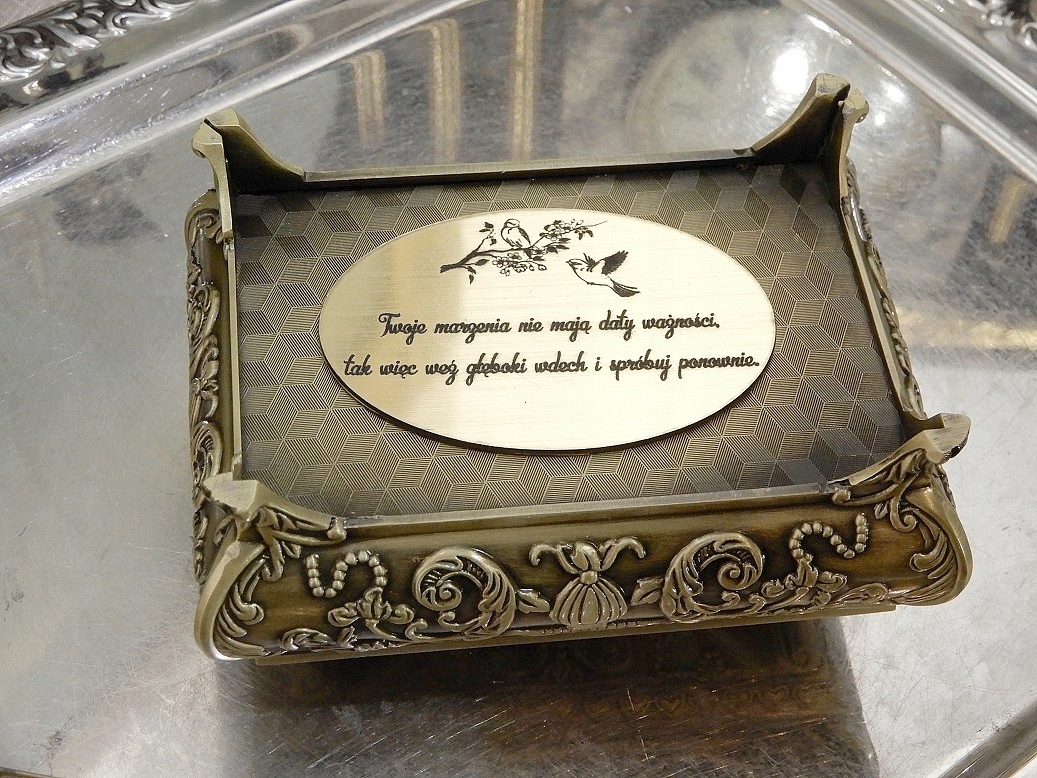 Twoje marzenia nie mają daty ważności,
tak więc weź głęboki wdech i spróbuj ponownie.